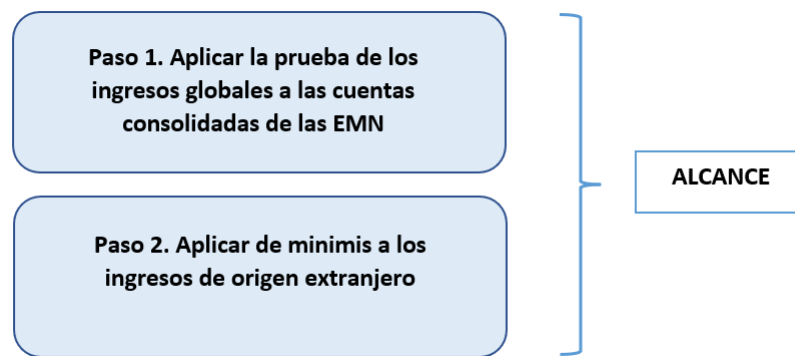 Paso 1. Aplicar la prueba de los
ingresos globales a las cuentas
consolidadas de las EMN
ALCANCE
Paso 2. Aplicar de minimis a los
ingresos de origen extranjero